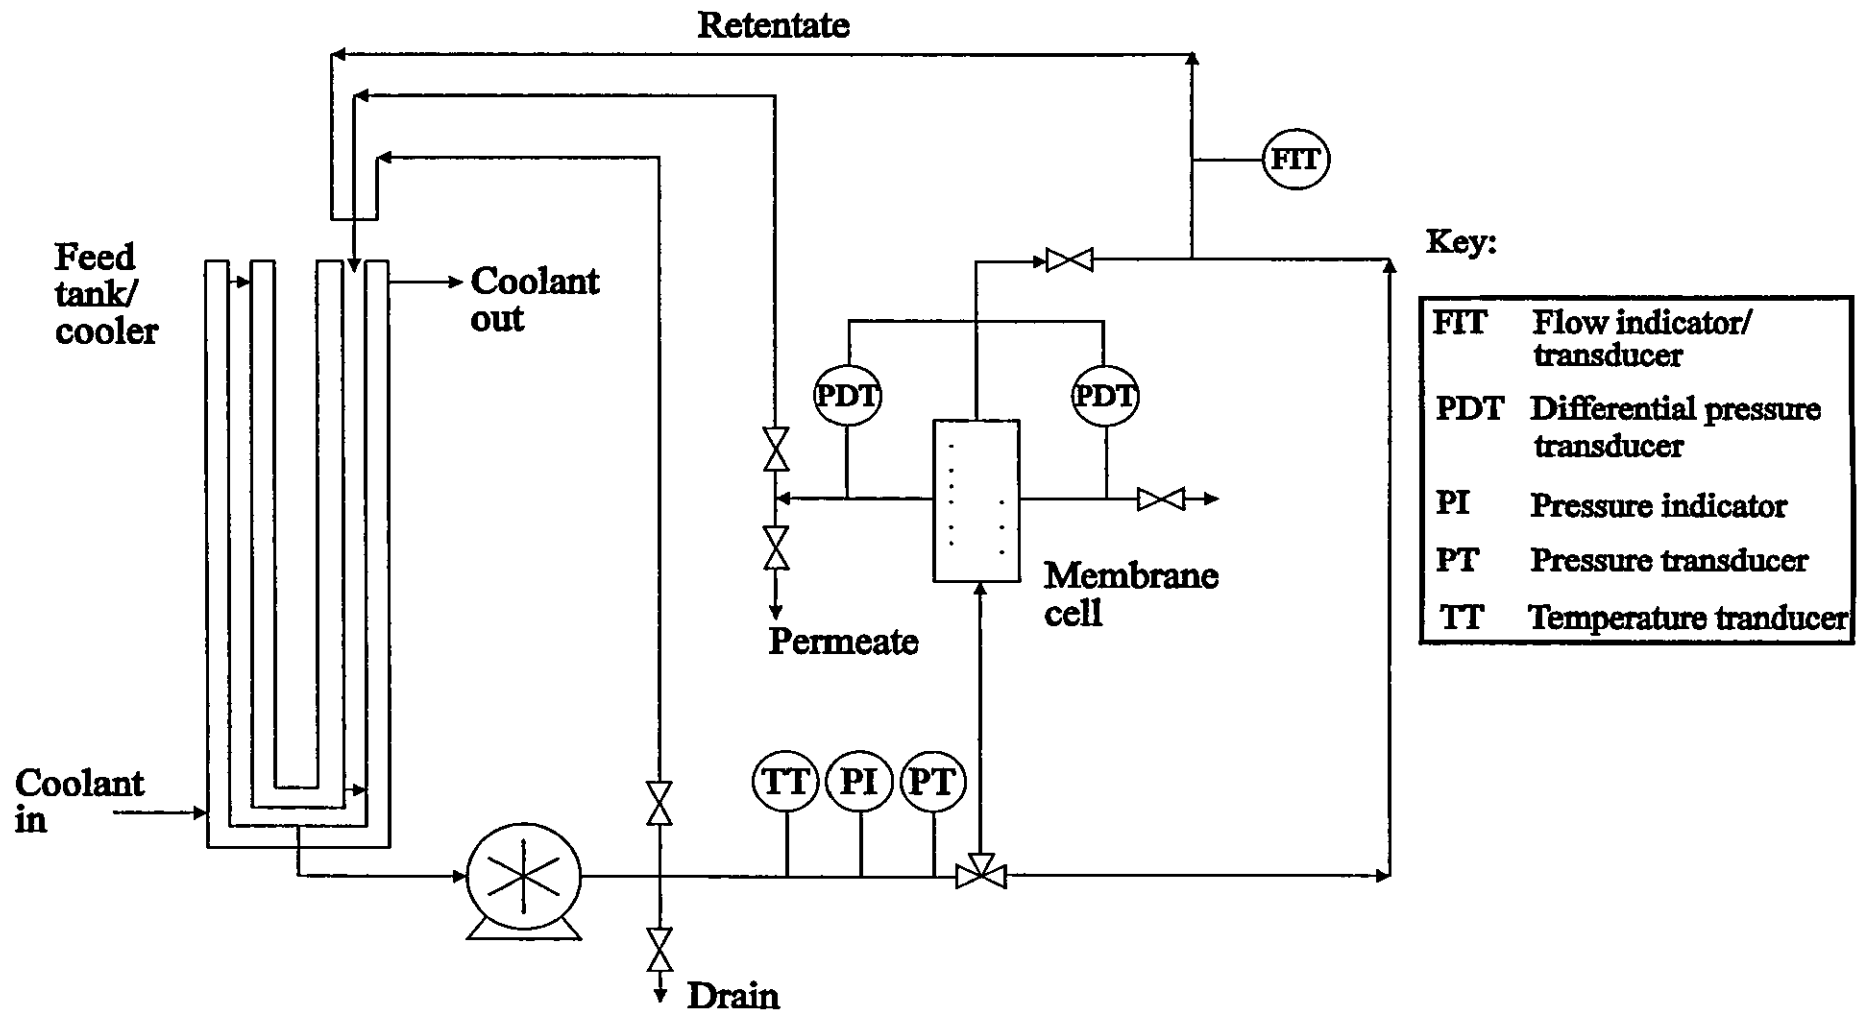 Retentate
FIT
Feed
tank/
cooler
Coolant
out
Key:
FIT Flow indicator/
transducer
PDT Differential pressure
transducer
PI Pressure indicator
PT Pressure transducer
TT Temperature tranducer
PDT
PDT
Membrane
cell
Permeate
Coolant
in
TT
PI
PT
Drain